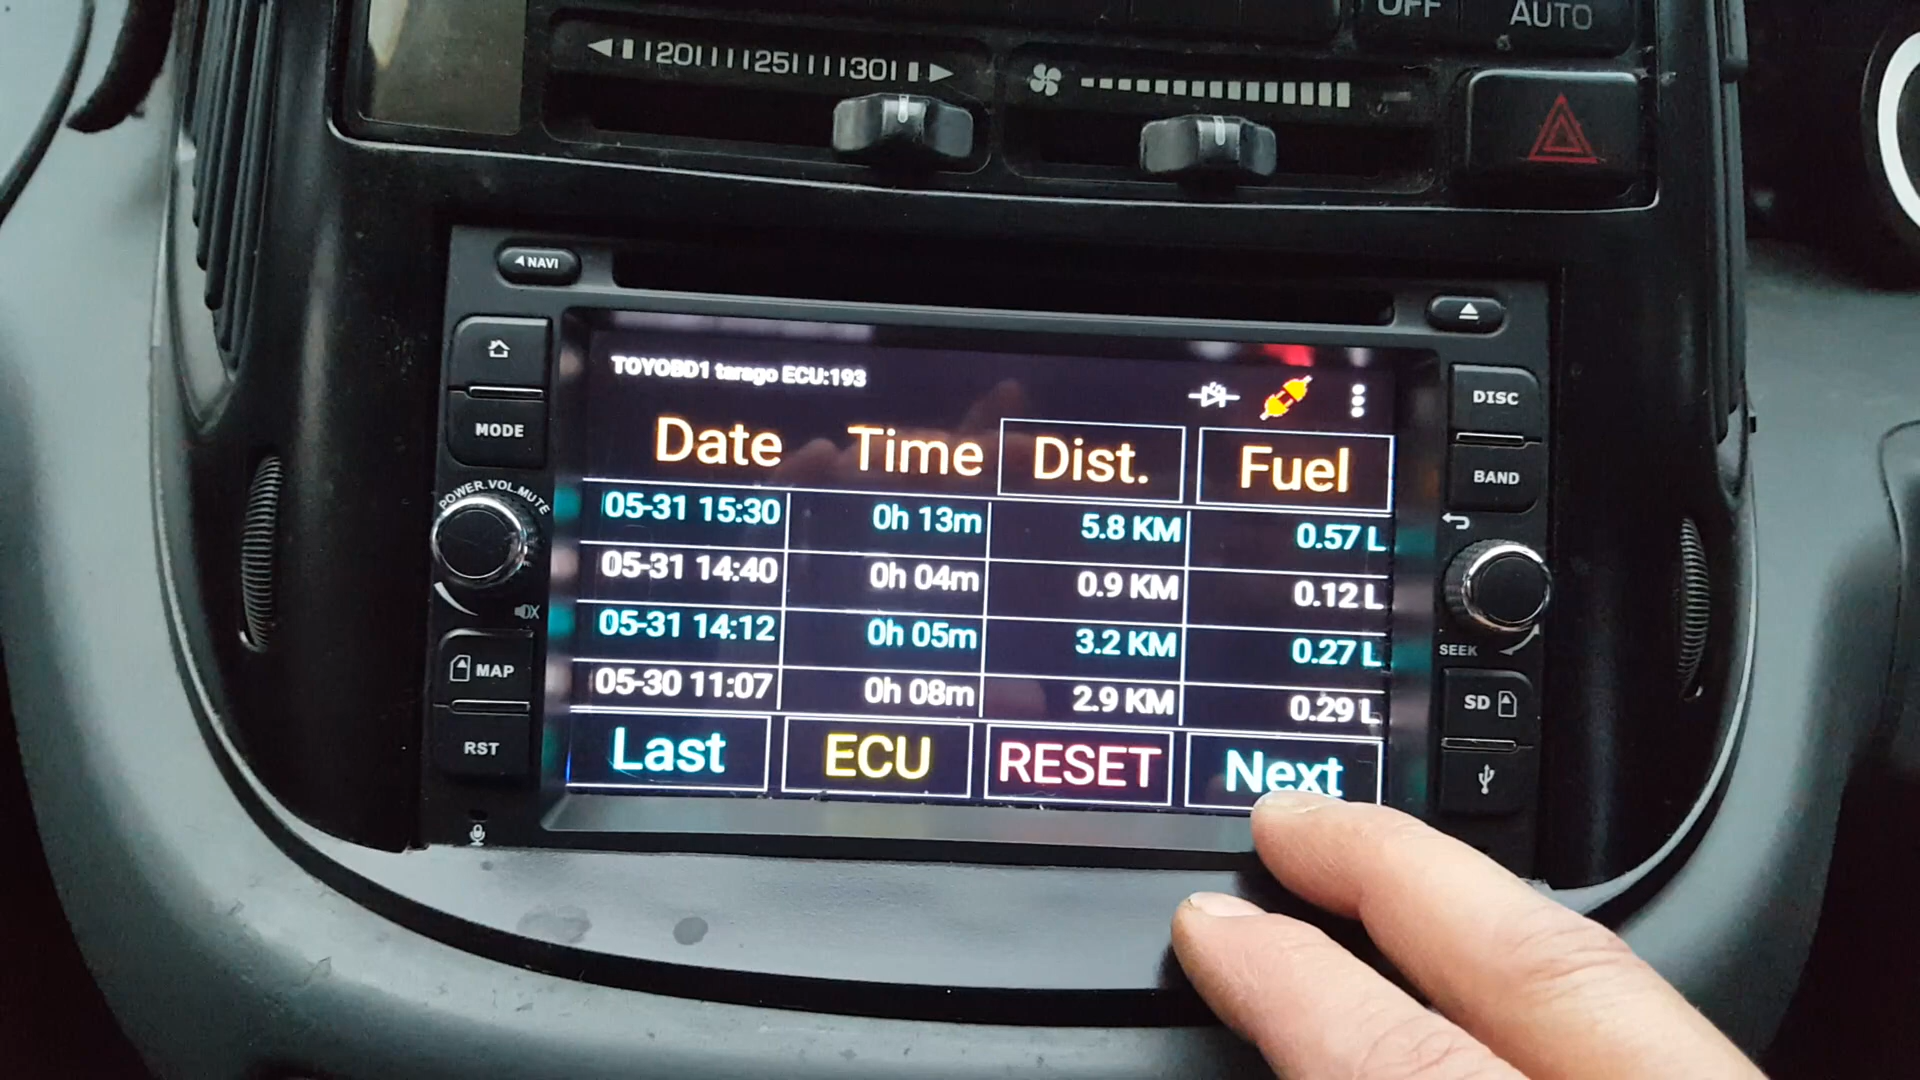 OFF AUTO
◀ ▮ I I20I I I I25I I I I30I ▮ ▶
NAVI
TOYOBD1 tarago ECU:193
MODE
DISC
BAND
POWER.VOL.MUTE
Date Time Dist. Fuel
05-31 15:30 0h 13m 5.8 KM 0.57 L
05-31 14:40 0h 04m 0.9 KM 0.12 L
05-31 14:12 0h 05m 3.2 KM 0.27 L
05-30 11:07 0h 08m 2.9 KM 0.29 L
SEEK
MAP
SD
RST
Last ECU RESET Next